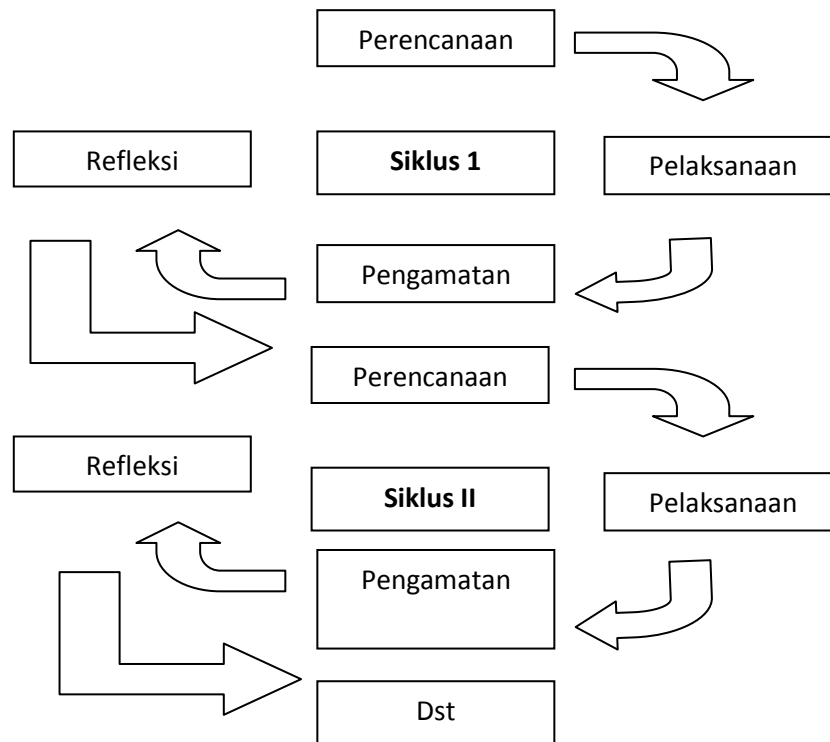 Perencanaan
Refleksi
Siklus 1
Pelaksanaan
Pengamatan
Perencanaan
Refleksi
Siklus II
Pelaksanaan
Pengamatan
Dst